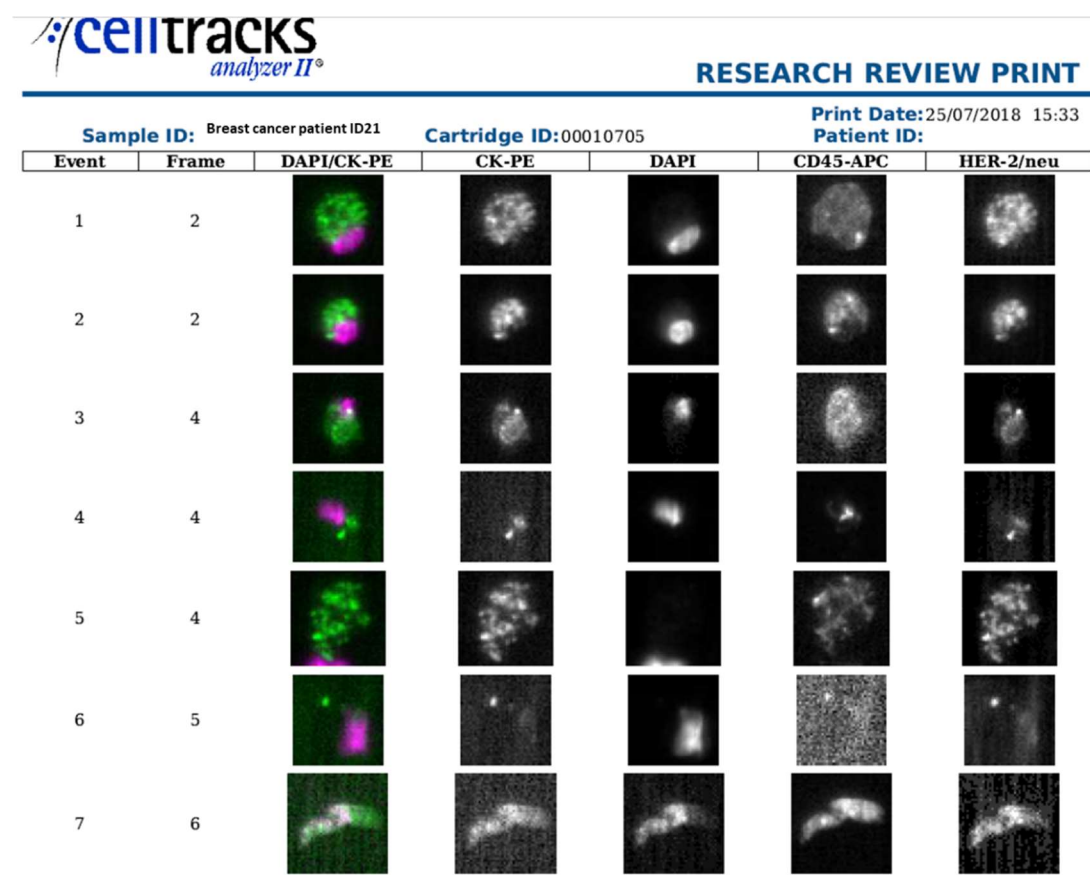 celltracks
analyzer II®
RESEARCH REVIEW PRINT
Print Date: 25/07/2018 15:33
Sample ID: Breast cancer patient ID21 Cartridge ID: 00010705 Patient ID:
Event Frame DAPI/CK-PE CK-PE DAPI CD45-APC HER-2/neu
1 2
2 2
3 4
4 4
5 4
6 5
7 6